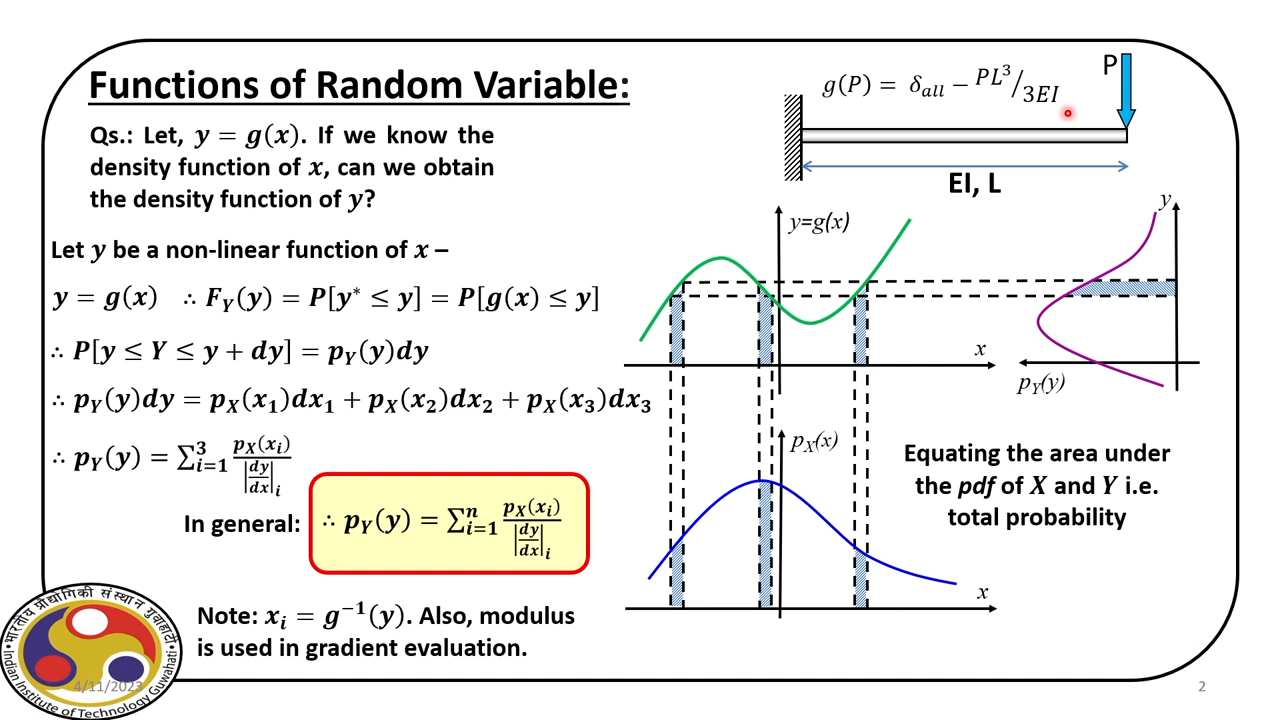 Functions of Random Variable:
Qs.: Let, y = g(x). If we know the
density function of x, can we obtain
the density function of y?
Let y be a non-linear function of x –
y = g(x) ∴ F_Y(y) = P[y* ≤ y] = P[g(x) ≤ y]
∴ P[y ≤ Y ≤ y + dy] = p_Y(y)dy
∴ p_Y(y)dy = p_X(x_1)dx_1 + p_X(x_2)dx_2 + p_X(x_3)dx_3
∴ p_Y(y) = ∑_{i=1}^{3} p_X(x_i) / |dy/dx|_i
In general: ∴ p_Y(y) = ∑_{i=1}^{n} p_X(x_i) / |dy/dx|_i
Note: x_i = g^{-1}(y). Also, modulus
is used in gradient evaluation.
g(P) = δ_all − PL^3/3EI
P
EI, L
y=g(x)
x
y
p_Y(y)
p_X(x)
x
Equating the area under
the pdf of X and Y i.e.
total probability
भारतीय प्रौद्योगिकी संस्थान गुवाहाटी
Indian Institute of Technology Guwahati
4/11/2023
2